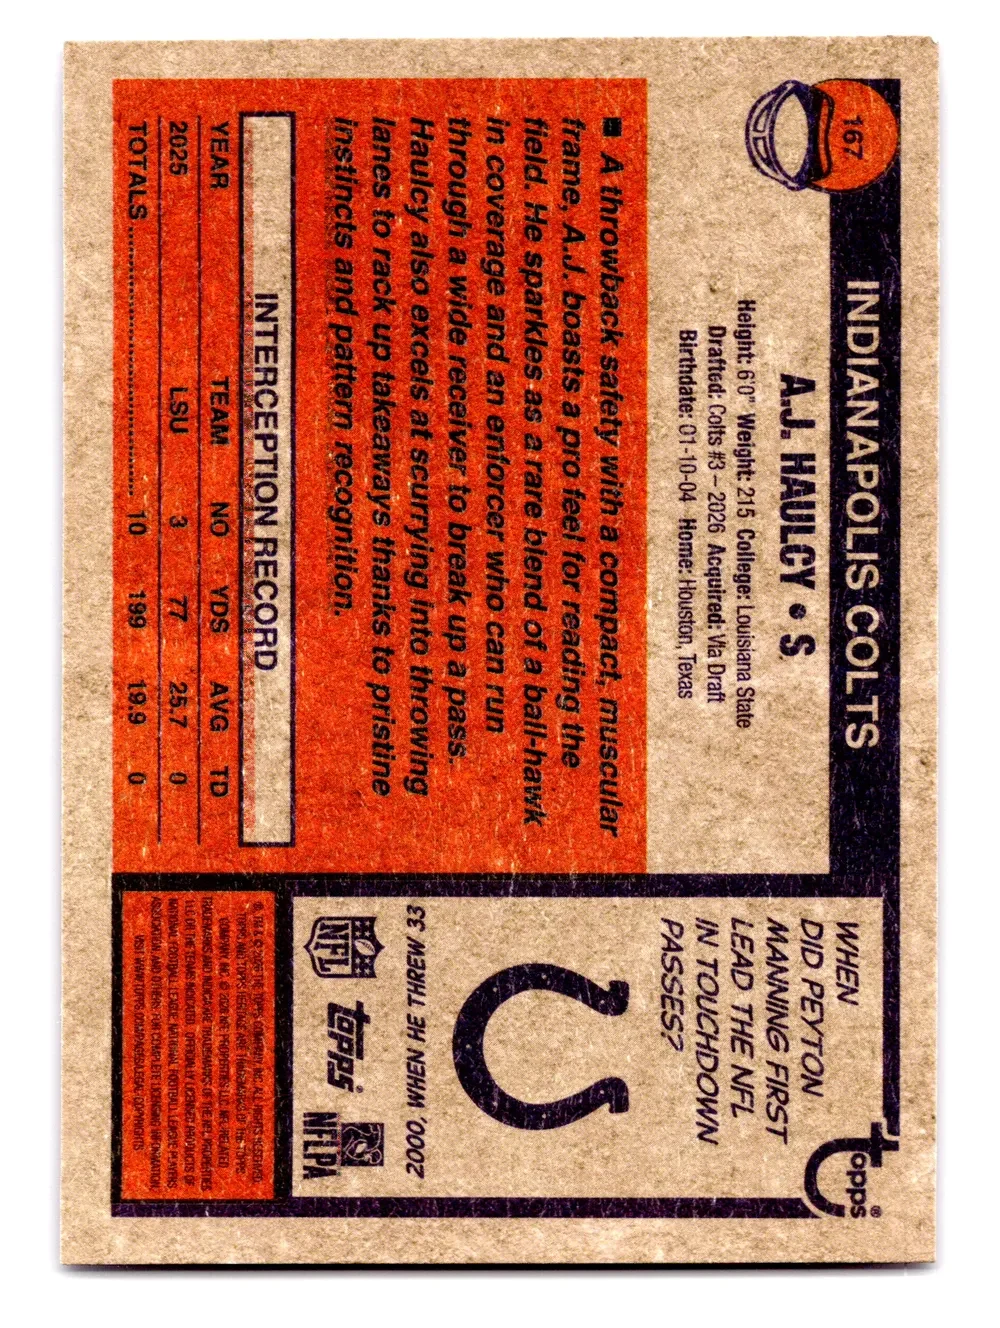 167
INDIANAPOLIS COLTS
A.J. HAULCY • S
Height: 6'0" Weight: 215 College: Louisiana State
Drafted: Colts #3 – 2026 Acquired: Via Draft
Birthdate: 01-10-04 Home: Houston, Texas
■ A throwback safety with a compact, muscular
frame, A.J. boasts a pro feel for reading the
field. He sparkles as a rare blend of a ball-hawk
in coverage and an enforcer who can run
through a wide receiver to break up a pass.
Haulcy also excels at scurrying into throwing
lanes to rack up takeaways thanks to pristine
instincts and pattern recognition.
INTERCEPTION RECORD
YEAR TEAM NO YDS AVG TD
2025 LSU 3 77 25.7 0
TOTALS 10 199 19.9 0
topps®
WHEN
DID PEYTON
MANNING FIRST
LEAD THE NFL
IN TOUCHDOWN
PASSES?
2000, WHEN HE THREW 33
NFL
topps®
NFLPA